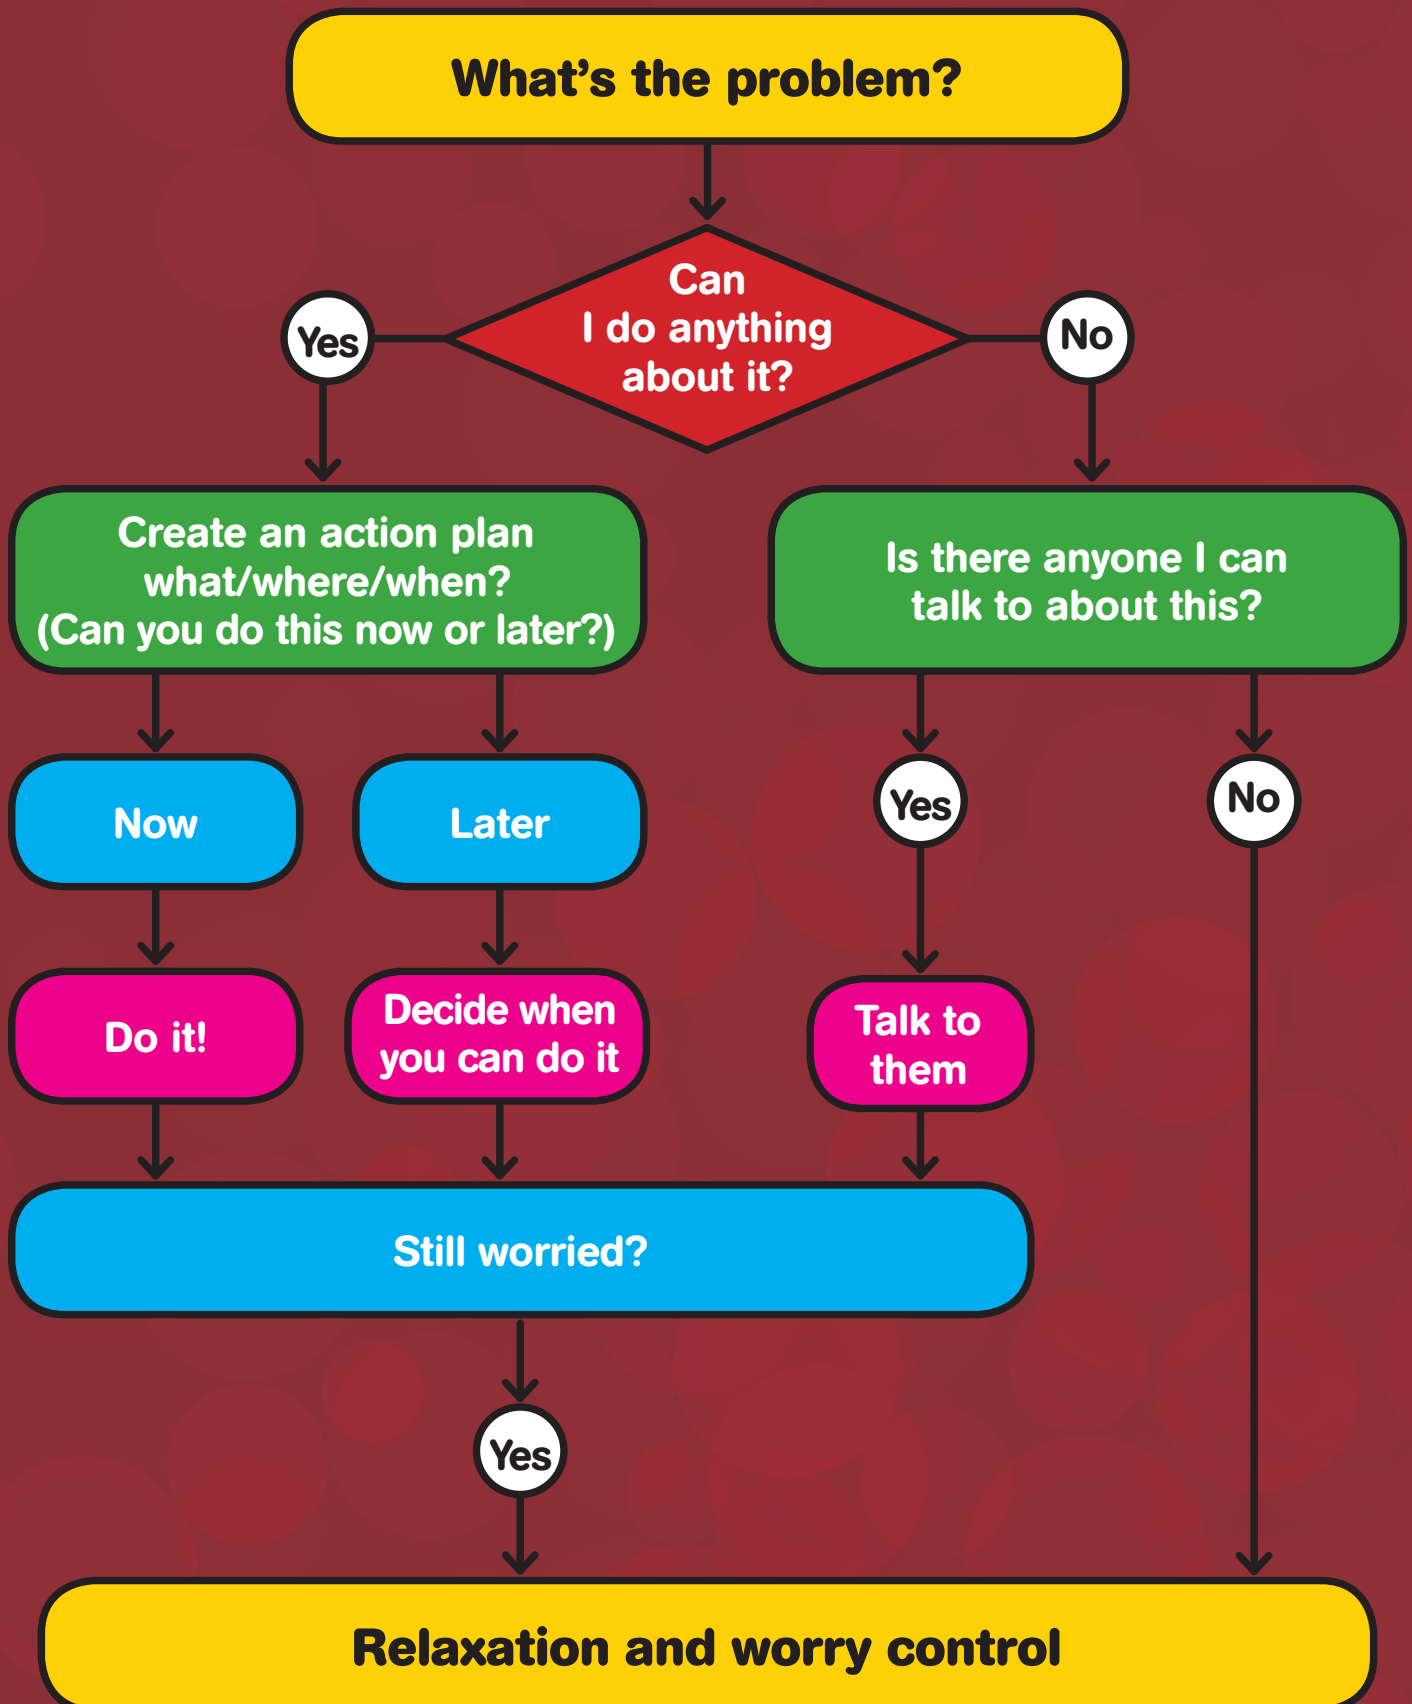 What's the problem?
Can
I do anything
about it?
Yes
No
Create an action plan
what/where/when?
(Can you do this now or later?)
Is there anyone I can
talk to about this?
Now
Later
Yes
No
Do it!
Decide when
you can do it
Talk to
them
Still worried?
Yes
Relaxation and worry control